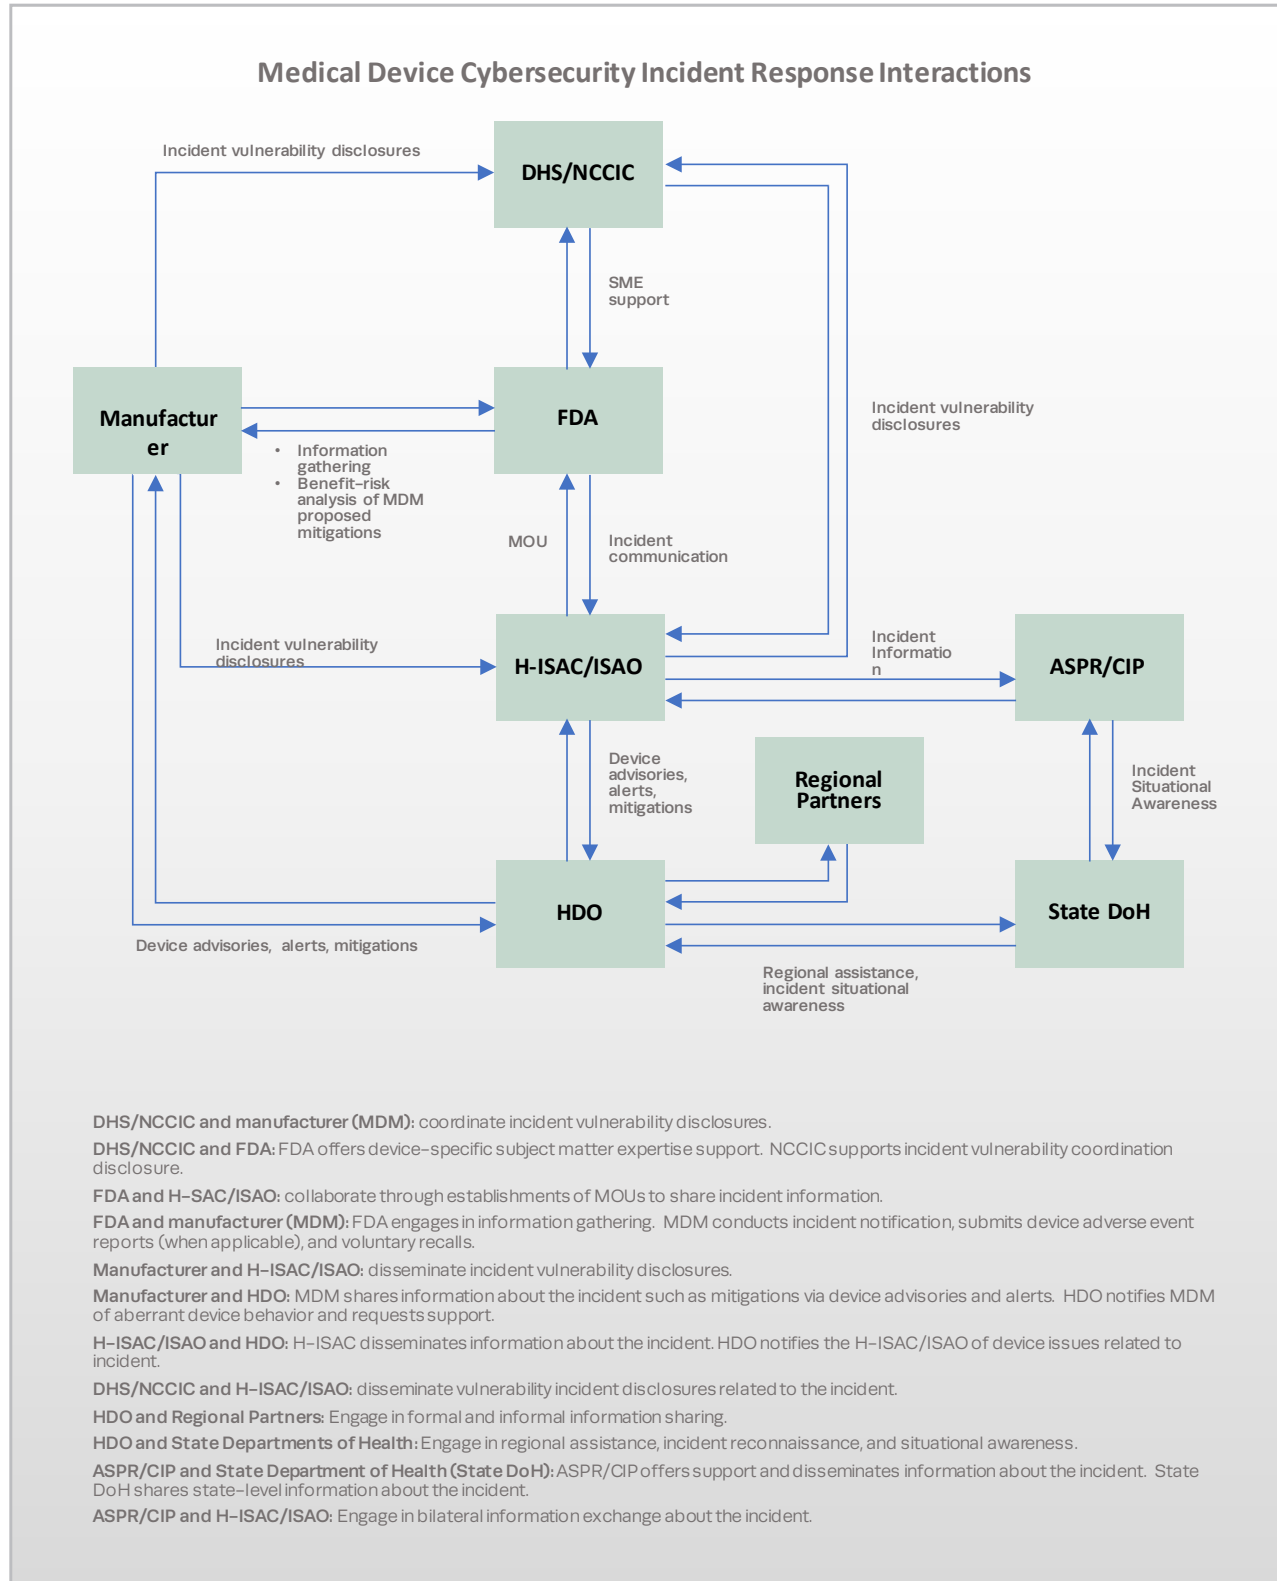 Medical Device Cybersecurity Incident Response Interactions
Incident vulnerability disclosures
DHS/NCCIC
SME
support
Manufactur
er
FDA
Incident vulnerability
disclosures
• Information
gathering
• Benefit-risk
analysis of MDM
proposed
mitigations
MOU
Incident
communication
Incident vulnerability
disclosures
H-ISAC/ISAO
Incident
Informatio
n
ASPR/CIP
Device
advisories,
alerts,
mitigations
Regional
Partners
Incident
Situational
Awareness
HDO
State DoH
Device advisories, alerts, mitigations
Regional assistance,
incident situational
awareness
DHS/NCCIC and manufacturer (MDM): coordinate incident vulnerability disclosures.
DHS/NCCIC and FDA: FDA offers device-specific subject matter expertise support. NCCIC supports incident vulnerability coordination
disclosure.
FDA and H-SAC/ISAO: collaborate through establishments of MOUs to share incident information.
FDA and manufacturer (MDM): FDA engages in information gathering. MDM conducts incident notification, submits device adverse event
reports (when applicable), and voluntary recalls.
Manufacturer and H-ISAC/ISAO: disseminate incident vulnerability disclosures.
Manufacturer and HDO: MDM shares information about the incident such as mitigations via device advisories and alerts. HDO notifies MDM
of aberrant device behavior and requests support.
H-ISAC/ISAO and HDO: H-ISAC disseminates information about the incident. HDO notifies the H-ISAC/ISAO of device issues related to
incident.
DHS/NCCIC and H-ISAC/ISAO: disseminate vulnerability incident disclosures related to the incident.
HDO and Regional Partners: Engage in formal and informal information sharing.
HDO and State Departments of Health: Engage in regional assistance, incident reconnaissance, and situational awareness.
ASPR/CIP and State Department of Health (State DoH): ASPR/CIP offers support and disseminates information about the incident. State
DoH shares state-level information about the incident.
ASPR/CIP and H-ISAC/ISAO: Engage in bilateral information exchange about the incident.